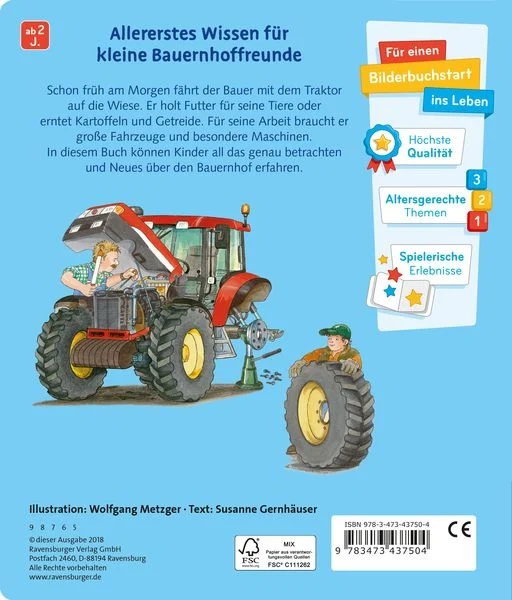 ab 2
J.
Allererstes Wissen für
kleine Bauernhoffreunde
Schon früh am Morgen fährt der Bauer mit dem Traktor
auf die Wiese. Er holt Futter für seine Tiere oder
erntet Kartoffeln und Getreide. Für seine Arbeit braucht er
große Fahrzeuge und besondere Maschinen.
In diesem Buch können Kinder all das genau betrachten
und Neues über den Bauernhof erfahren.
Für einen
Bilderbuchstart
ins Leben
Höchste
Qualität
3
Altersgerechte
Themen
2
1
Spielerische
Erlebnisse
Illustration: Wolfgang Metzger · Text: Susanne Gernhäuser
9 8 7 6 5
© dieser Ausgabe 2018
Ravensburger Verlag GmbH
Postfach 2460, D-88194 Ravensburg
Alle Rechte vorbehalten
www.ravensburger.de
FSC
www.fsc.org
MIX
Papier aus verantwor-
tungsvollen Quellen
FSC® C111262
ISBN 978-3-473-43750-4
9 783473 437504
CE